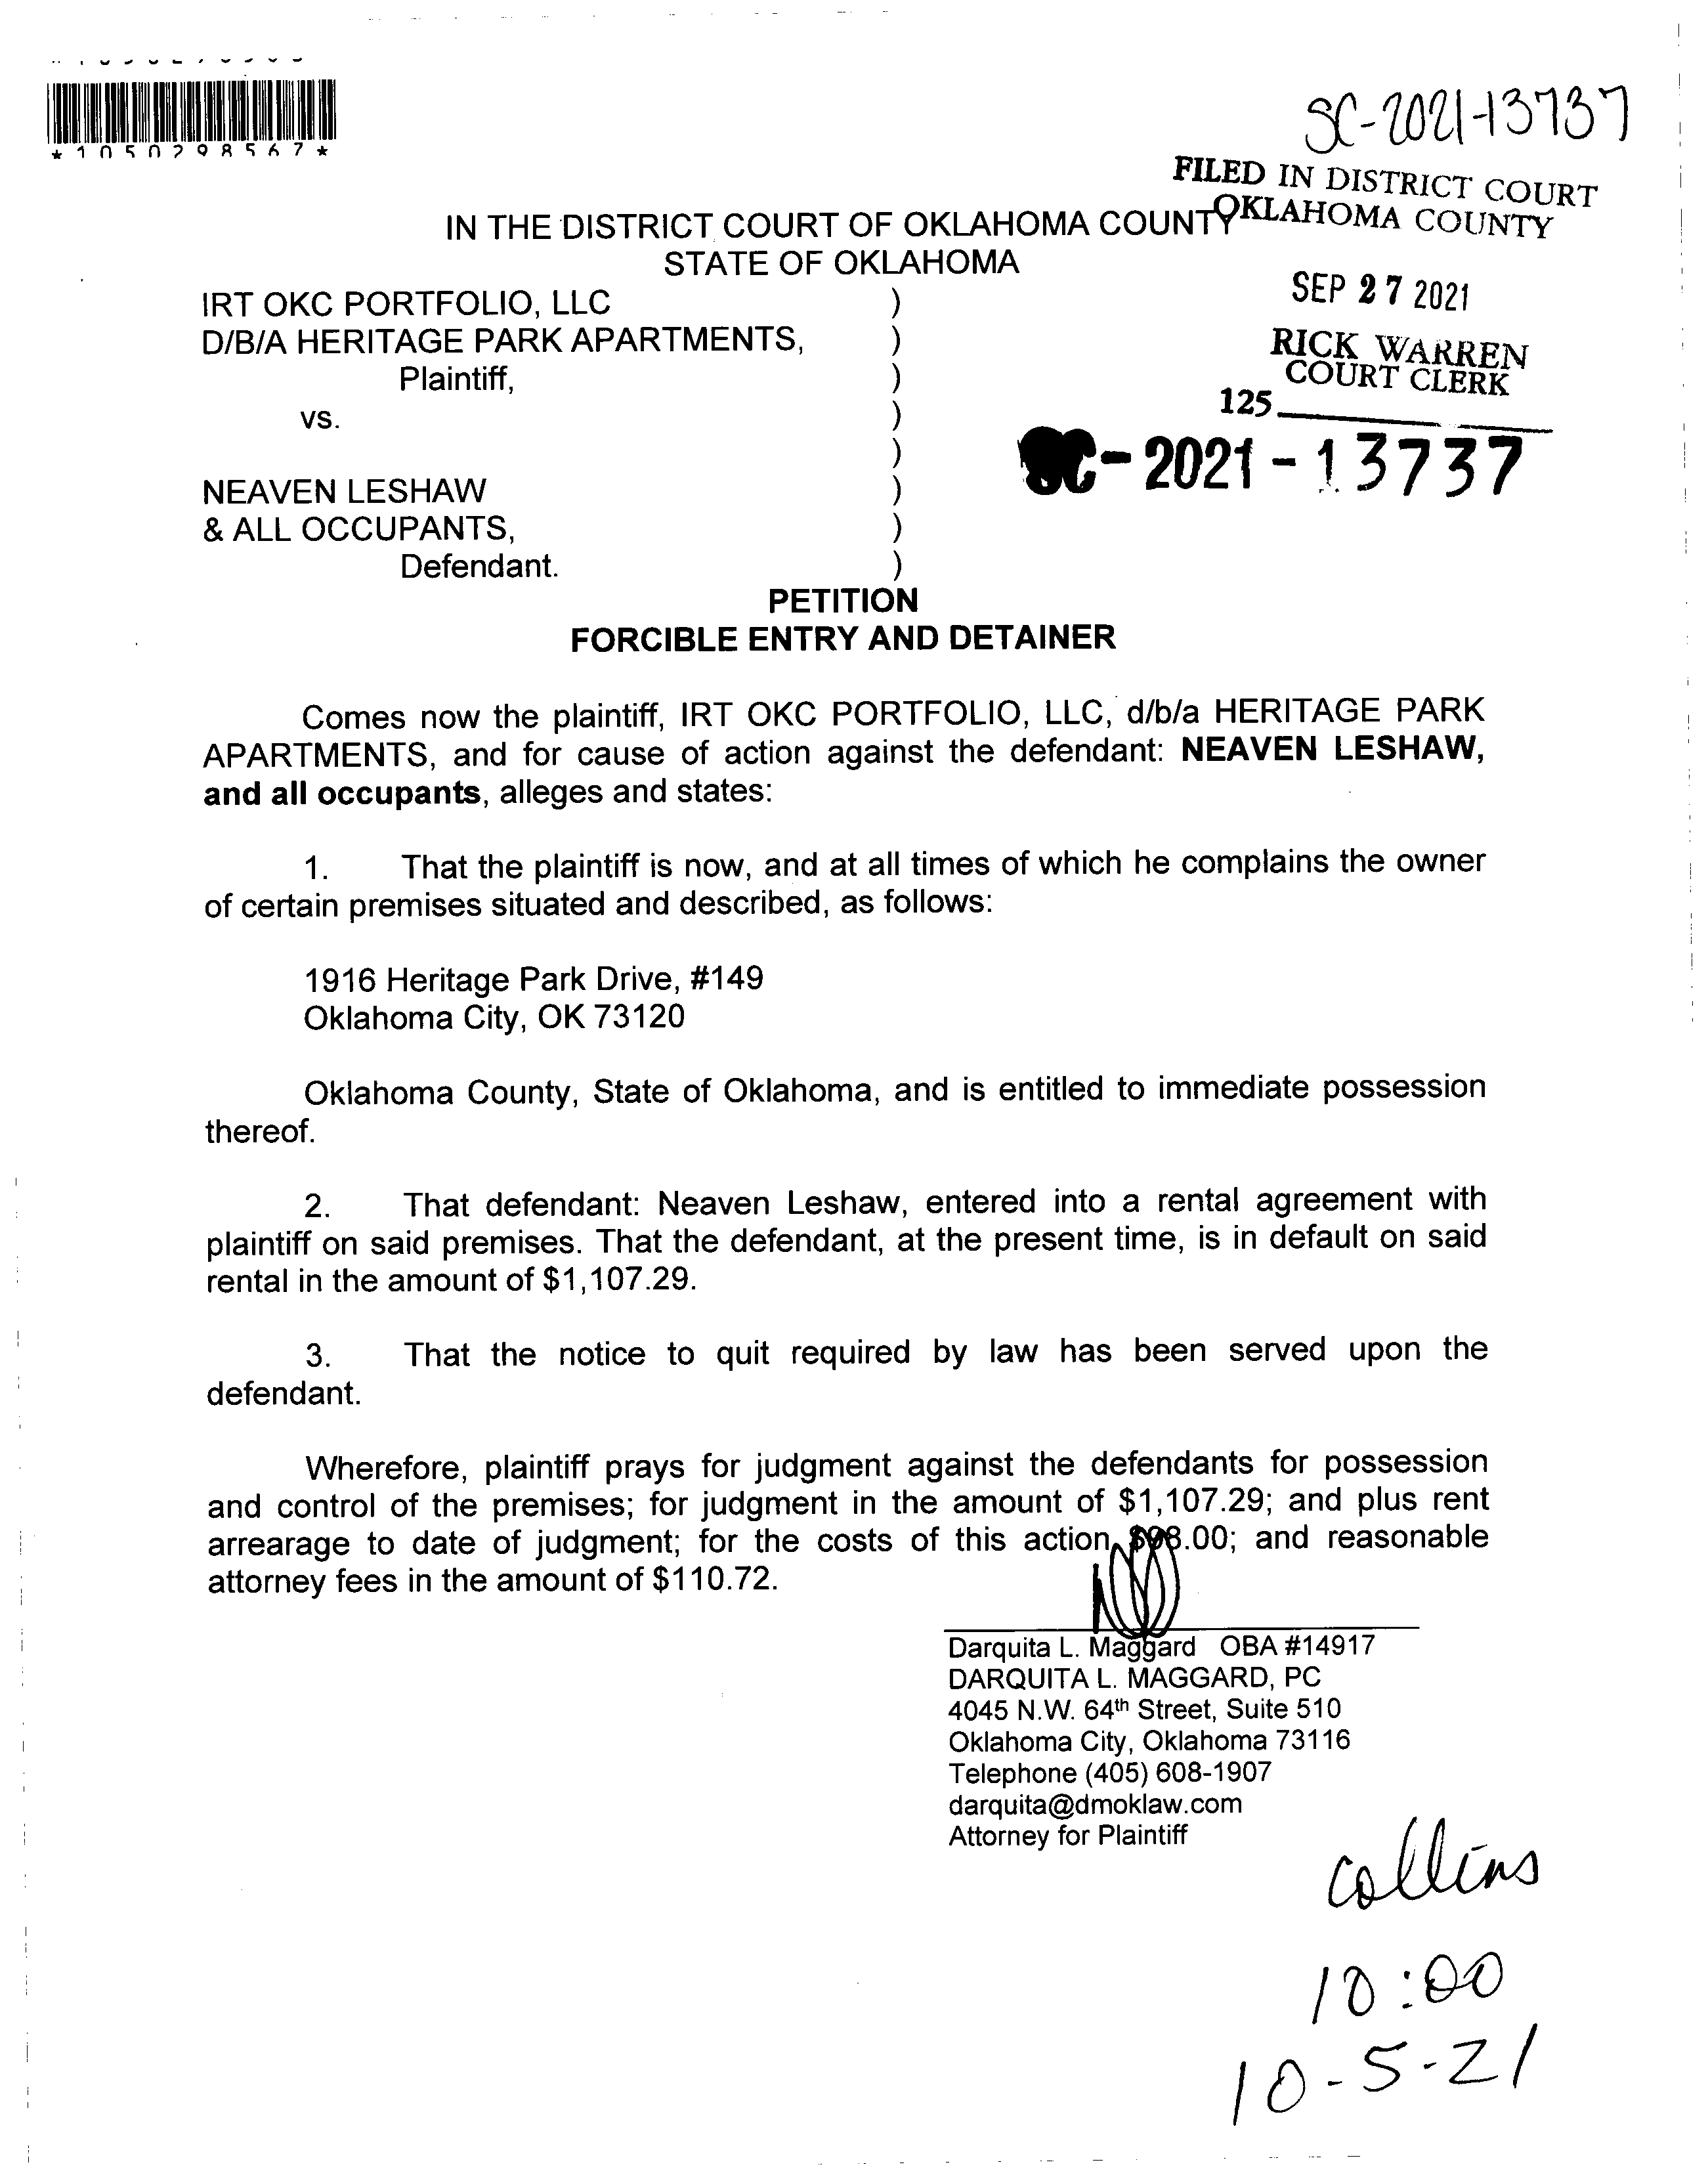 *1050298567*
SC-2021-13737
FILED IN DISTRICT COURT
OKLAHOMA COUNTY
IN THE DISTRICT COURT OF OKLAHOMA COUNTY
STATE OF OKLAHOMA
SEP 27 2021
RICK WARREN
COURT CLERK
125
SC-2021-13737
IRT OKC PORTFOLIO, LLC )
D/B/A HERITAGE PARK APARTMENTS, )
Plaintiff, )
vs. )
)
NEAVEN LESHAW )
& ALL OCCUPANTS, )
Defendant. )
PETITION
FORCIBLE ENTRY AND DETAINER
Comes now the plaintiff, IRT OKC PORTFOLIO, LLC, d/b/a HERITAGE PARK
APARTMENTS, and for cause of action against the defendant: NEAVEN LESHAW,
and all occupants, alleges and states:
1. That the plaintiff is now, and at all times of which he complains the owner
of certain premises situated and described, as follows:
1916 Heritage Park Drive, #149
Oklahoma City, OK 73120
Oklahoma County, State of Oklahoma, and is entitled to immediate possession
thereof.
2. That defendant: Neaven Leshaw, entered into a rental agreement with
plaintiff on said premises. That the defendant, at the present time, is in default on said
rental in the amount of $1,107.29.
3. That the notice to quit required by law has been served upon the
defendant.
Wherefore, plaintiff prays for judgment against the defendants for possession
and control of the premises; for judgment in the amount of $1,107.29; and plus rent
arrearage to date of judgment; for the costs of this action, $98.00; and reasonable
attorney fees in the amount of $110.72.
Darquita L. Maggard OBA #14917
DARQUITA L. MAGGARD, PC
4045 N.W. 64th Street, Suite 510
Oklahoma City, Oklahoma 73116
Telephone (405) 608-1907
darquita@dmoklaw.com
Attorney for Plaintiff
Collins
10:00
10-5-21